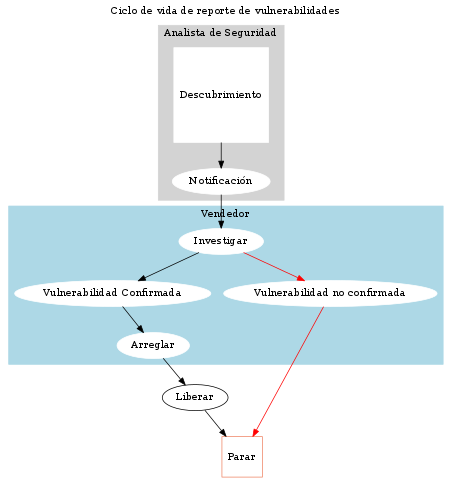 Ciclo de vida de reporte de vulnerabilidades
Analista de Seguridad
Descubrimiento
Notificación
Vendedor
Investigar
Vulnerabilidad Confirmada
Vulnerabilidad no confirmada
Arreglar
Liberar
Parar